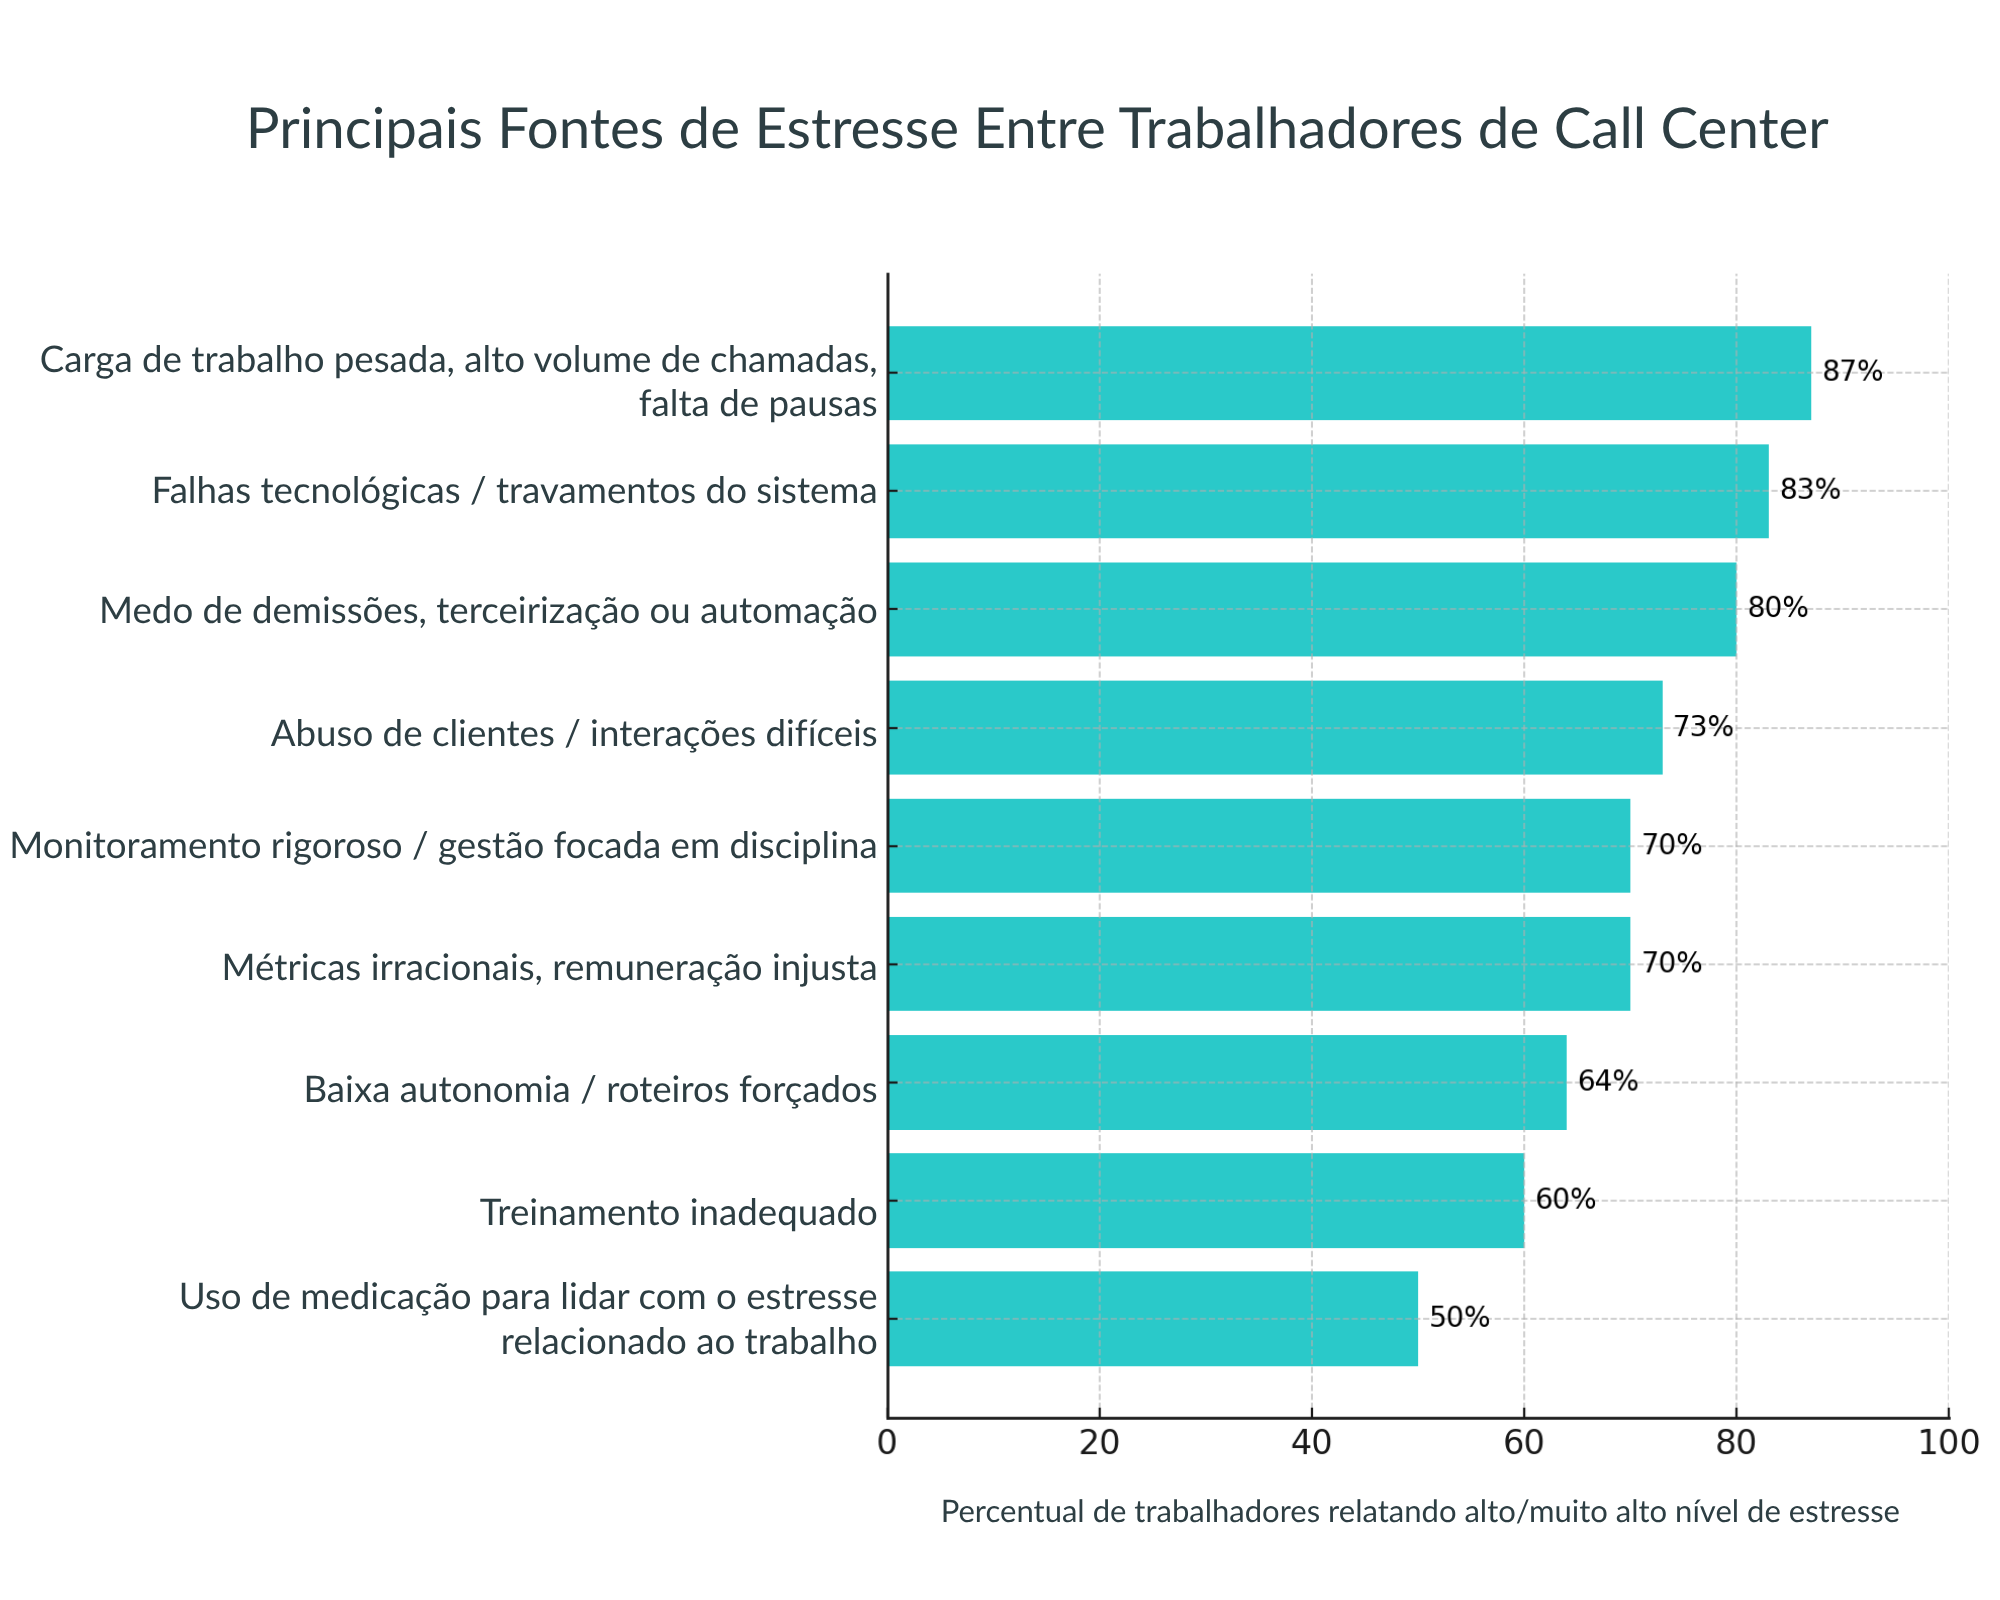 Principais Fontes de Estresse Entre Trabalhadores de Call Center
Carga de trabalho pesada, alto volume de chamadas,
falta de pausas
87%
Falhas tecnológicas / travamentos do sistema
83%
Medo de demissões, terceirização ou automação
80%
Abuso de clientes / interações difíceis
73%
Monitoramento rigoroso / gestão focada em disciplina
70%
Métricas irracionais, remuneração injusta
70%
Baixa autonomia / roteiros forçados
64%
Treinamento inadequado
60%
Uso de medicação para lidar com o estresse
relacionado ao trabalho
50%
0 20 40 60 80 100
Percentual de trabalhadores relatando alto/muito alto nível de estresse